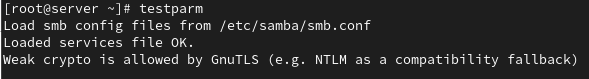 [root@server ~]# testparm
Load smb config files from /etc/samba/smb.conf
Loaded services file OK.
Weak crypto is allowed by GnuTLS (e.g. NTLM as a compatibility fallback)